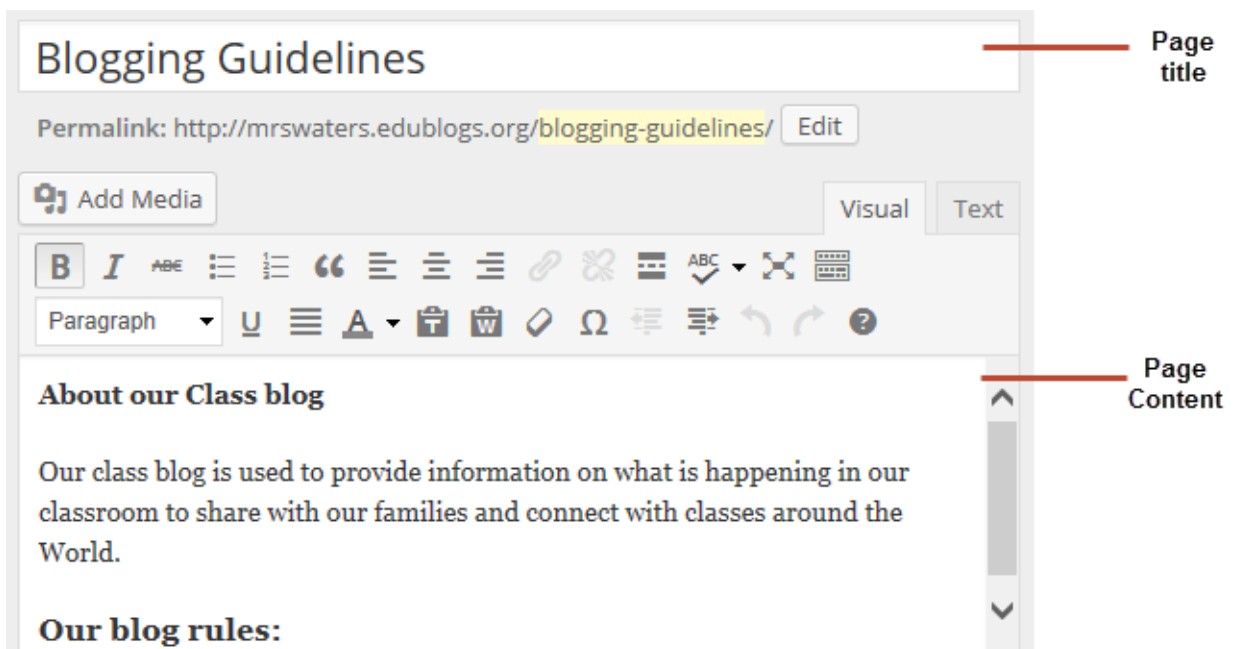 Blogging Guidelines
Page
title
Permalink: http://mrswaters.edublogs.org/blogging-guidelines/ Edit
Add Media
Visual Text
B I ABE ABC
Paragraph U A T W Ω ?
About our Class blog
Page
Content
Our class blog is used to provide information on what is happening in our
classroom to share with our families and connect with classes around the
World.
Our blog rules: